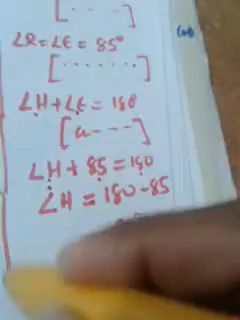 [ . . . . ]
∠R=∠E = 85°
[ . . . . . . . ]
∠H+∠E = 180
[ a - - - ]
∠H + 85 = 180
∠H = 180-85